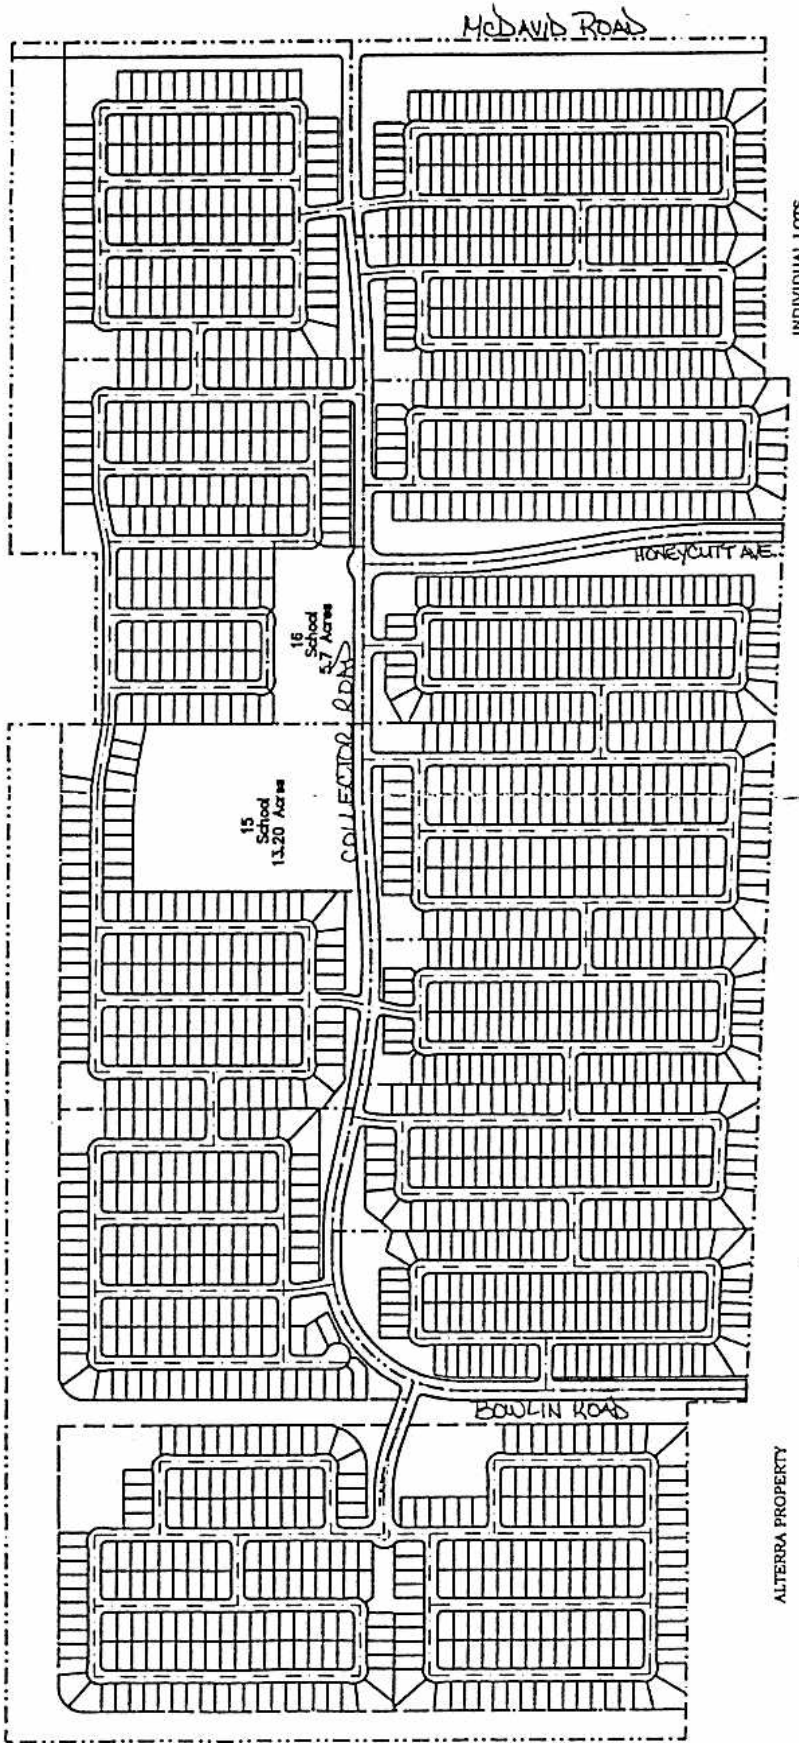 McDAVID ROAD
INDIVIDUAL LOTS
HONEYCUTT AVE.
16
School
5.7 Acres
COLLECTOR ROAD
15
School
13.20 Acres
BOWLIN ROAD
ALTERRA PROPERTY